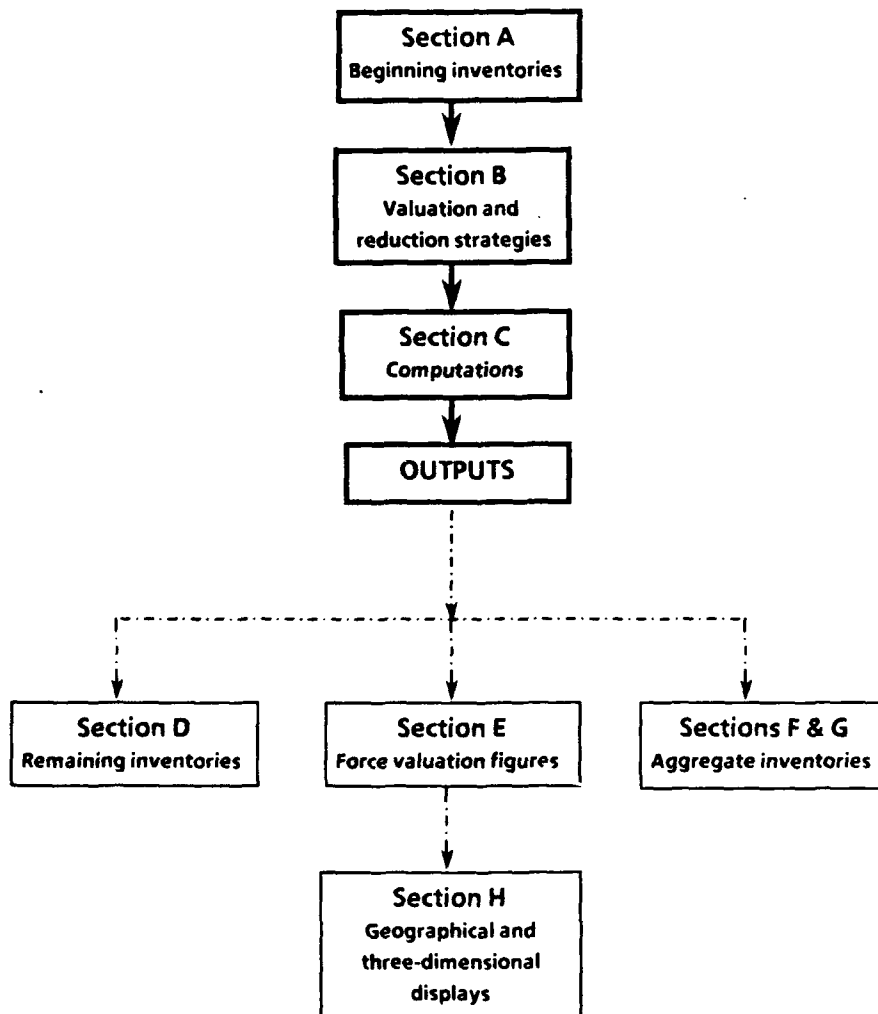 Section A
Beginning inventories
Section B
Valuation and
reduction strategies
Section C
Computations
OUTPUTS
Section D
Remaining inventories
Section E
Force valuation figures
Sections F & G
Aggregate inventories
Section H
Geographical and
three-dimensional
displays